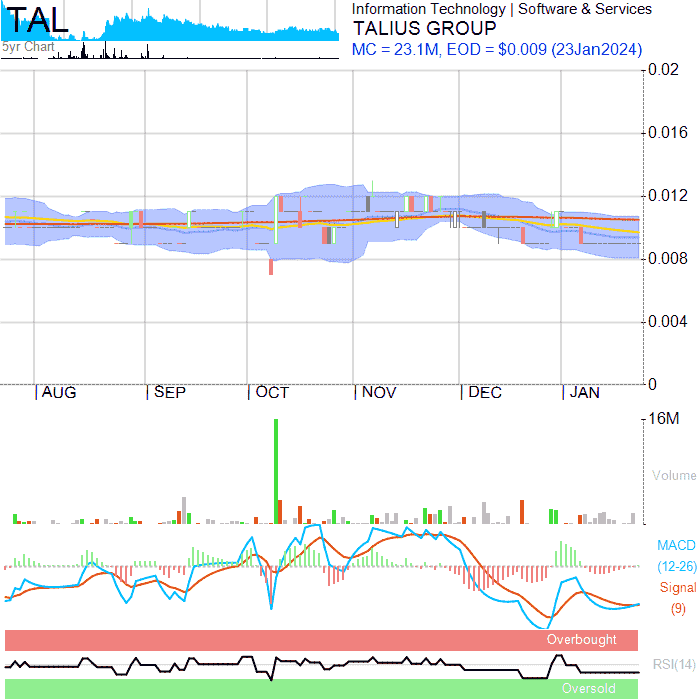 TAL
5yr Chart
Information Technology | Software & Services
TALIUS GROUP
MC = 23.1M, EOD = $0.009 (23Jan2024)
0.02
0.016
0.012
0.008
0.004
0
AUG SEP OCT NOV DEC JAN
16M
Volume
MACD
(12-26)
Signal
(9)
Overbought
RSI(14)
Oversold